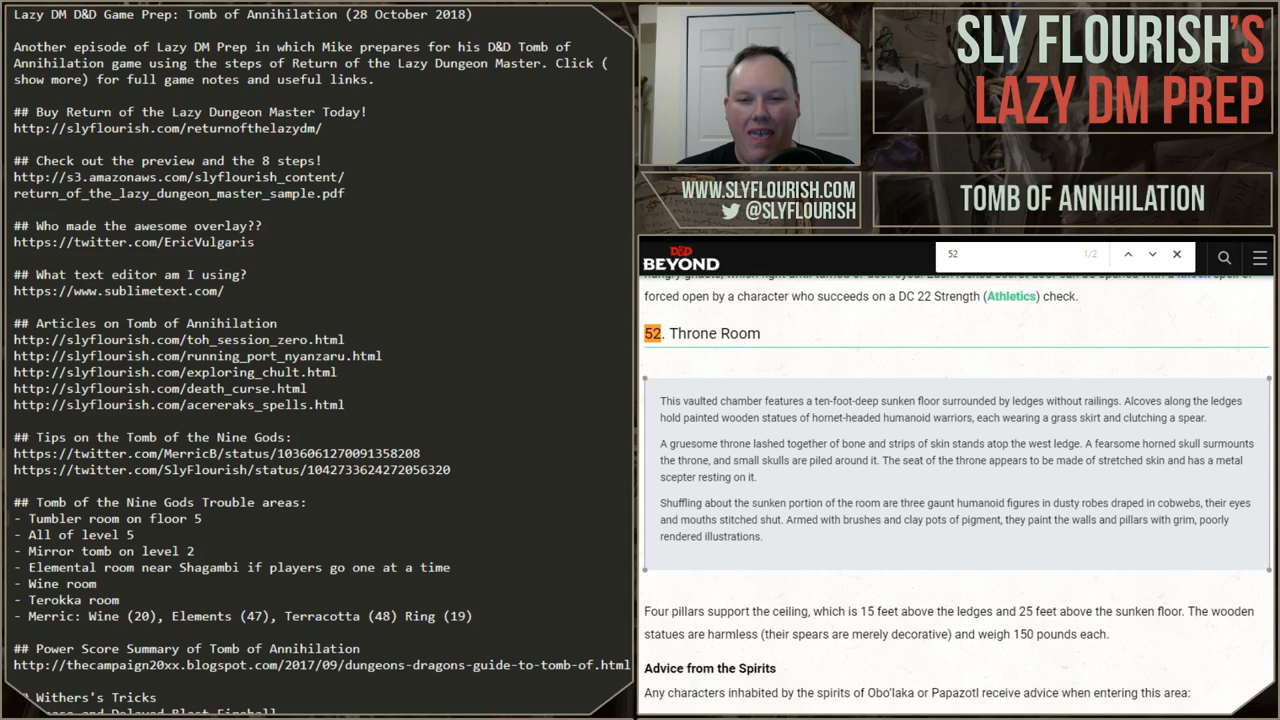 Lazy DM D&D Game Prep: Tomb of Annihilation (28 October 2018)
Another episode of Lazy DM Prep in which Mike prepares for his D&D Tomb of
Annihilation game using the steps of Return of the Lazy Dungeon Master. Click (
show more) for full game notes and useful links.
## Buy Return of the Lazy Dungeon Master Today!
http://slyflourish.com/returnofthelazydm/
## Check out the preview and the 8 steps!
http://s3.amazonaws.com/slyflourish_content/
return_of_the_lazy_dungeon_master_sample.pdf
## Who made the awesome overlay??
https://twitter.com/EricVulgaris
## What text editor am I using?
https://www.sublimetext.com/
## Articles on Tomb of Annihilation
http://slyflourish.com/toh_session_zero.html
http://slyflourish.com/running_port_nyanzaru.html
http://slyflourish.com/exploring_chult.html
http://slyflourish.com/death_curse.html
http://slyflourish.com/acereraks_spells.html
## Tips on the Tomb of the Nine Gods:
https://twitter.com/MerricB/status/1036061270091358208
https://twitter.com/SlyFlourish/status/1042733624272056320
## Tomb of the Nine Gods Trouble areas:
- Tumbler room on floor 5
- All of level 5
- Mirror tomb on level 2
- Elemental room near Shagambi if players go one at a time
- Wine room
- Terokka room
- Merric: Wine (20), Elements (47), Terracotta (48) Ring (19)
## Power Score Summary of Tomb of Annihilation
http://thecampaign20xx.blogspot.com/2017/09/dungeons-dragons-guide-to-tomb-of.html
## Withers's Tricks
and Delayed Blast Fireball
SLY FLOURISH'S
LAZY DM PREP
WWW.SLYFLOURISH.COM
@SLYFLOURISH
TOMB OF ANNIHILATION
D&D
BEYOND
52 1/2
forced open by a character who succeeds on a DC 22 Strength (Athletics) check.
52. Throne Room
This vaulted chamber features a ten-foot-deep sunken floor surrounded by ledges without railings. Alcoves along the ledges
hold painted wooden statues of hornet-headed humanoid warriors, each wearing a grass skirt and clutching a spear.
A gruesome throne lashed together of bone and strips of skin stands atop the west ledge. A fearsome horned skull surmounts
the throne, and small skulls are piled around it. The seat of the throne appears to be made of stretched skin and has a metal
scepter resting on it.
Shuffling about the sunken portion of the room are three gaunt humanoid figures in dusty robes draped in cobwebs, their eyes
and mouths stitched shut. Armed with brushes and clay pots of pigment, they paint the walls and pillars with grim, poorly
rendered illustrations.
Four pillars support the ceiling, which is 15 feet above the ledges and 25 feet above the sunken floor. The wooden
statues are harmless (their spears are merely decorative) and weigh 150 pounds each.
Advice from the Spirits
Any characters inhabited by the spirits of Obo'laka or Papazotl receive advice when entering this area: